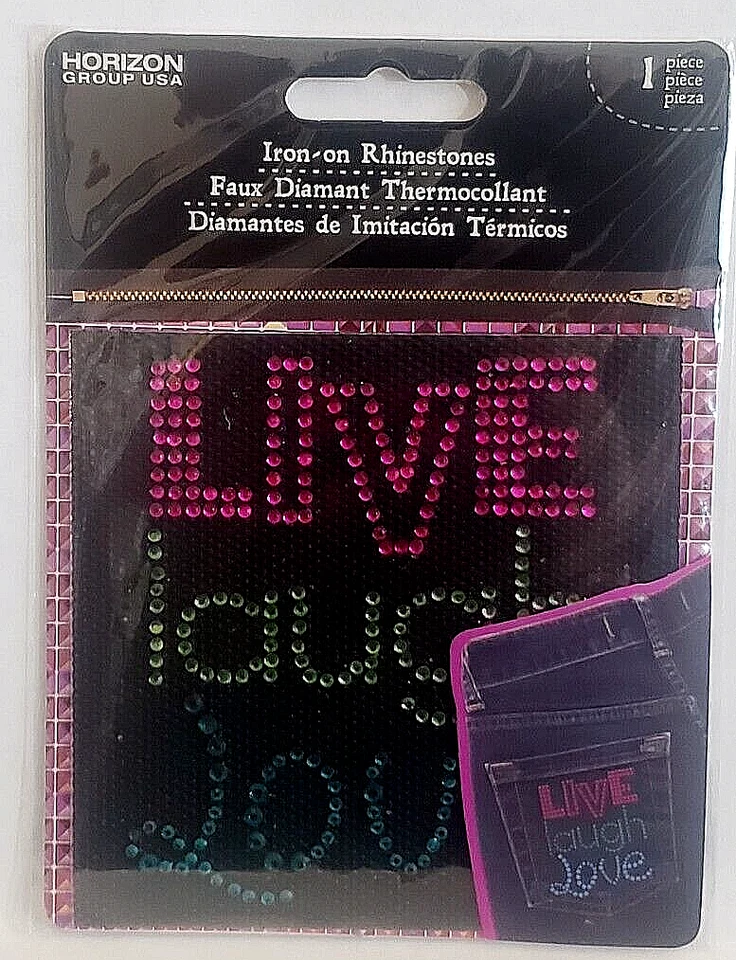 HORIZON
GROUP USA
1 piece
pièce
pieza
Iron-on Rhinestones
Faux Diamant Thermocollant
Diamantes de Imitación Térmicos
LIVE
laugh
lov
LIVE
laugh
love